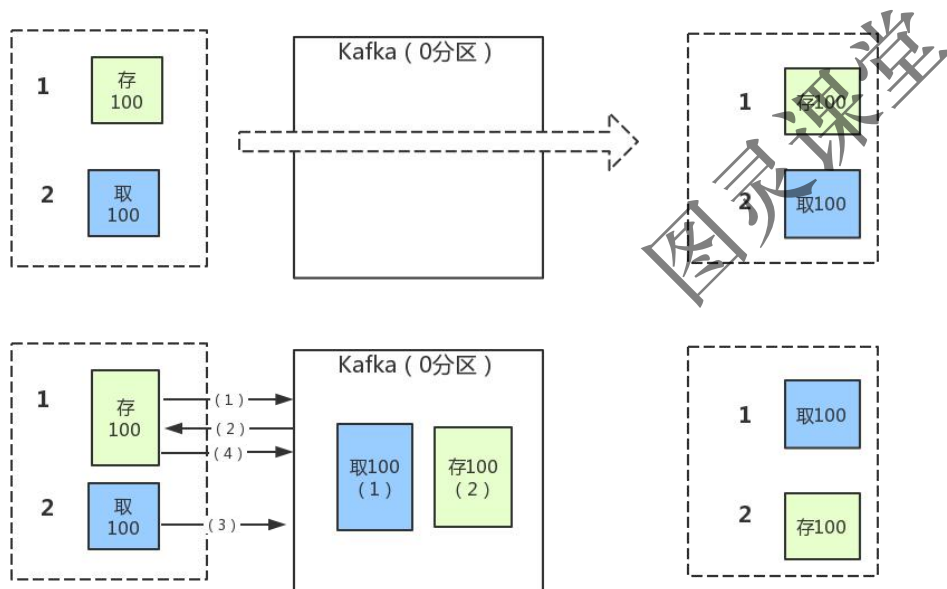 Kafka（0分区）
1
存
100
2
取
100
1
存100
2
取100
图灵课堂
Kafka（0分区）
1
存
100
（1）
（2）
（4）
2
取
100
（3）
取100
（1）
存100
（2）
1
取100
2
存100